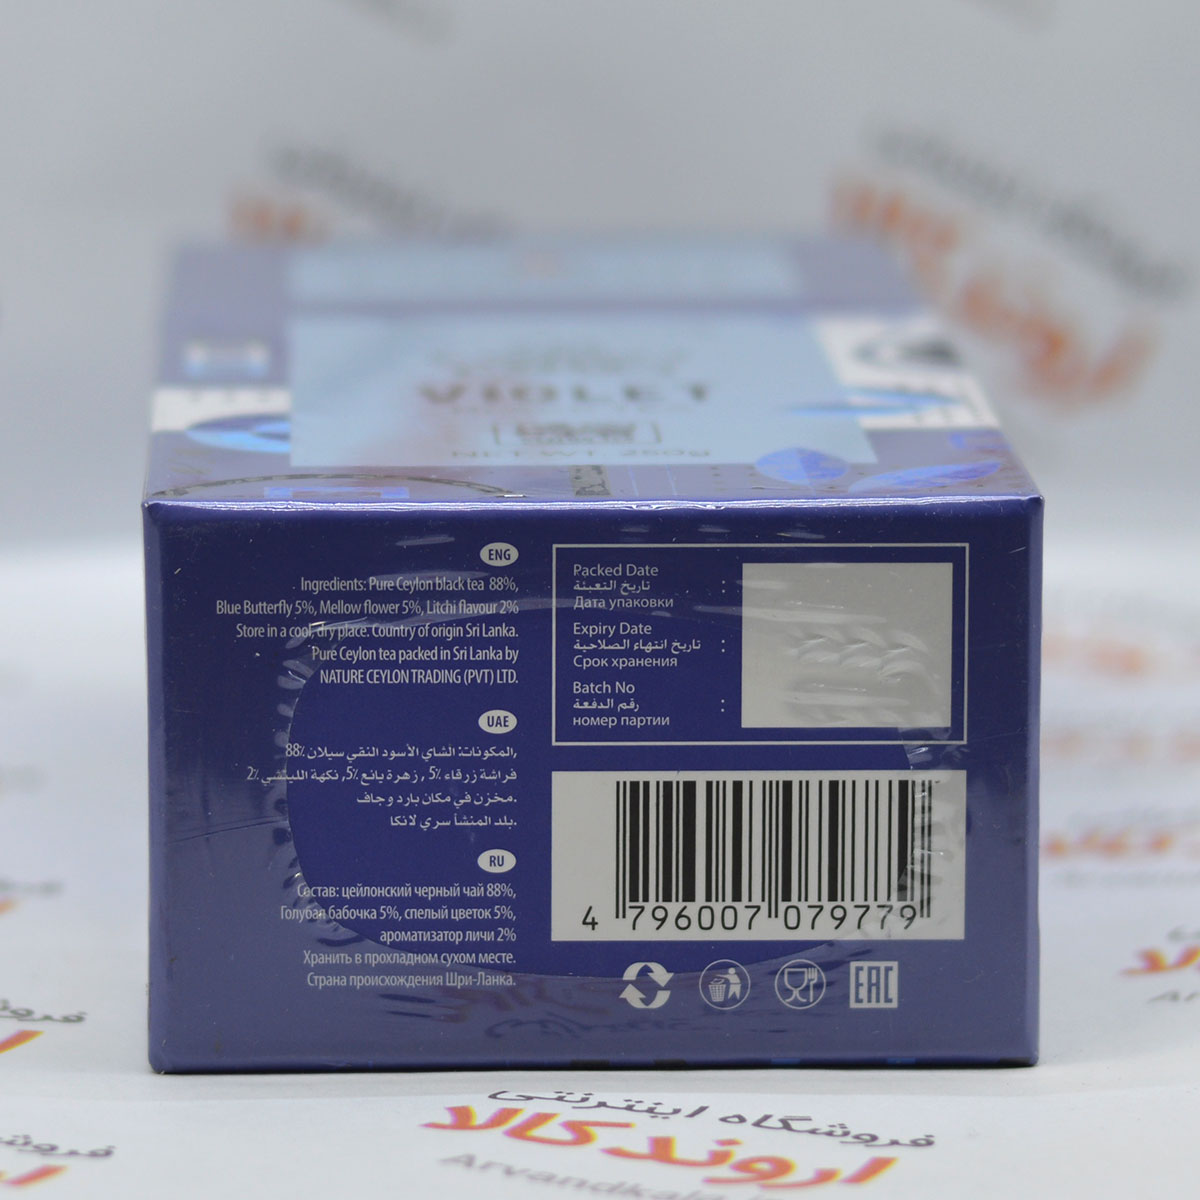 VIOLET
NET. WT. 250g
ENG
Ingredients: Pure Ceylon black tea 88%,
Blue Butterfly 5%, Mellow flower 5%, Litchi flavour 2%
Store in a cool, dry place. Country of origin Sri Lanka.
Pure Ceylon tea packed in Sri Lanka by
NATURE CEYLON TRADING (PVT) LTD.
UAE
المكونات: الشاي الأسود النقي سيلان 88٪,
فراشة زرقاء 5٪ , زهرة يانع 5٪, نكهة الليتشي 2٪
مخزن في مكان بارد وجاف.
بلد المنشأ سري لانكا.
RU
Состав: цейлонский черный чай 88%,
Голубая бабочка 5%, спелый цветок 5%,
ароматизатор личи 2%
Хранить в прохладном сухом месте.
Страна происхождения Шри-Ланка.
Packed Date
تاريخ التعبئة :
Дата упаковки
Expiry Date
تاريخ انتهاء الصلاحية :
Срок хранения
Batch No
رقم الدفعة :
номер партии
4 796007 079779
EAC
فروشگاه اینترنتی
اروند کالا